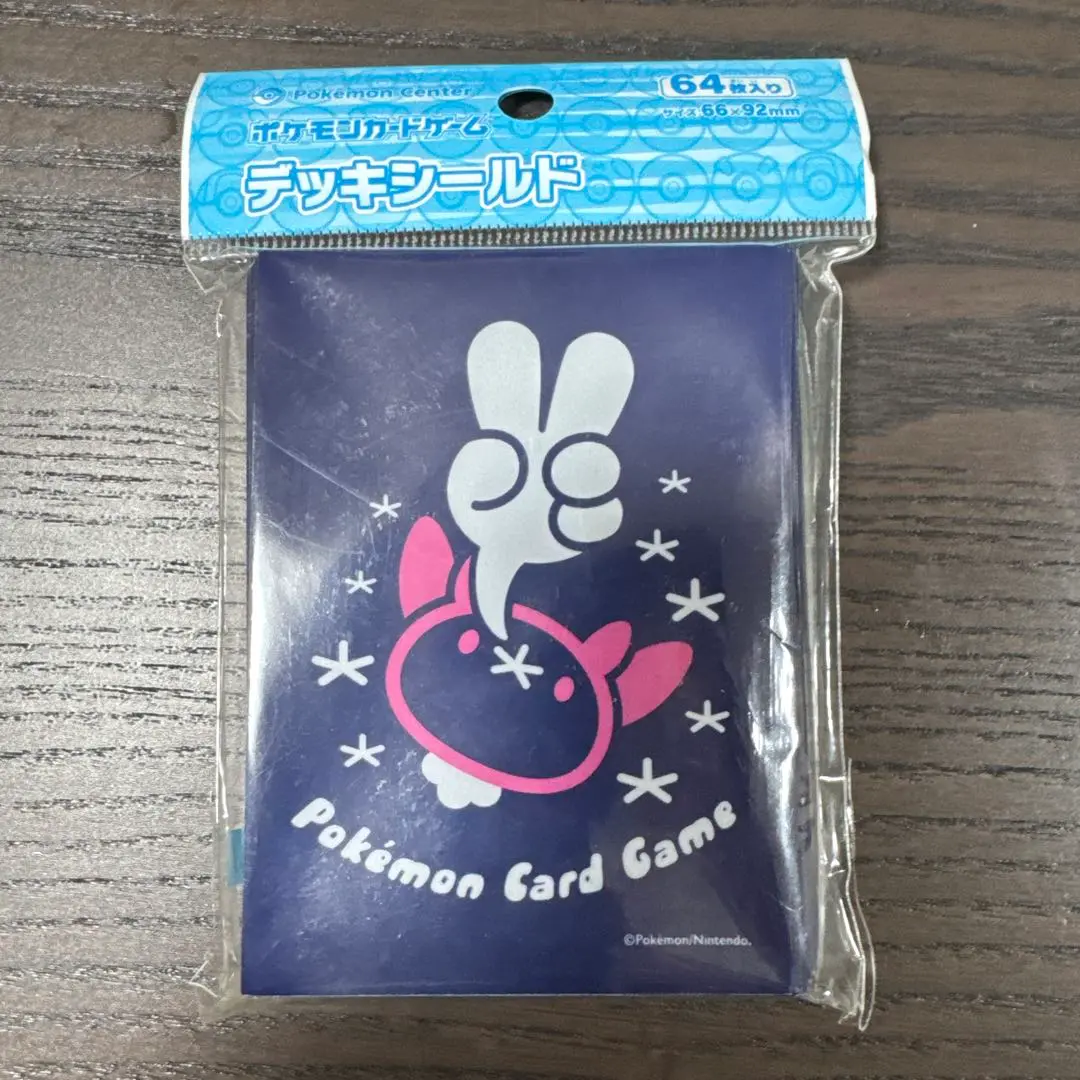 Pokémon Center
64枚入り
サイズ 66×92mm
ポケモンカードゲーム
デッキシールド
Pokémon Card Game
©Pokémon/Nintendo.